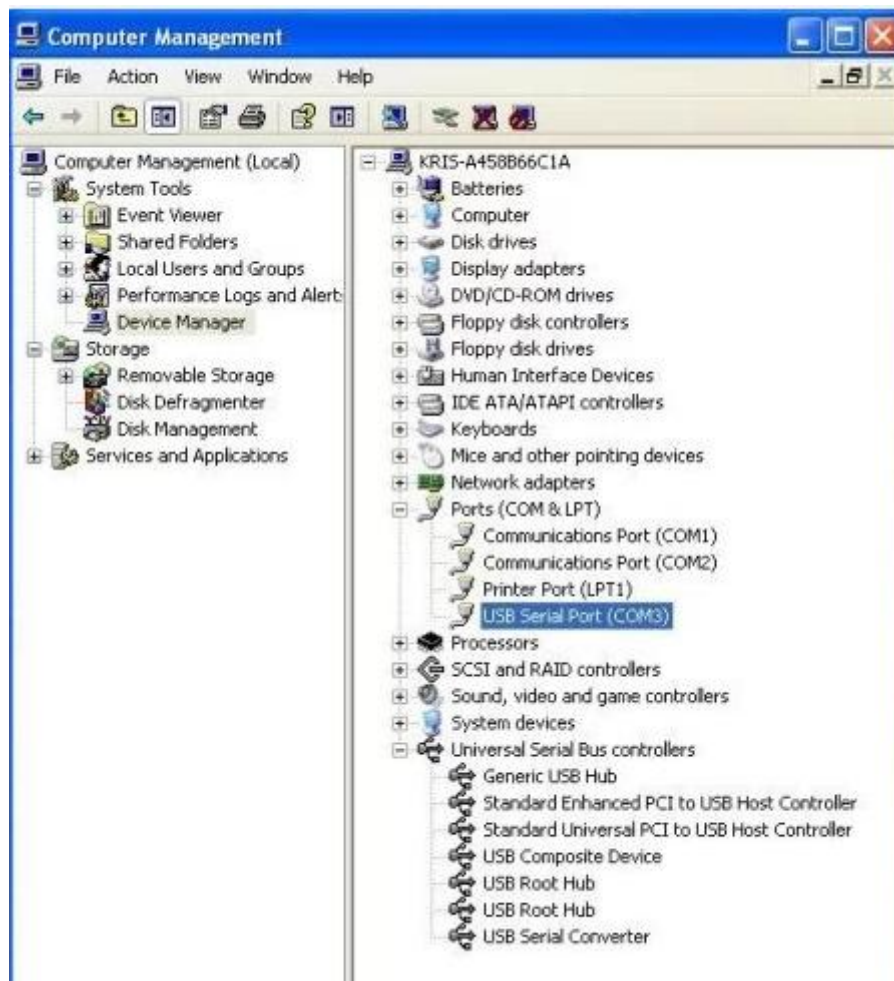 Computer Management
File Action View Window Help
Computer Management (Local)
System Tools
Event Viewer
Shared Folders
Local Users and Groups
Performance Logs and Alert
Device Manager
Storage
Removable Storage
Disk Defragmenter
Disk Management
Services and Applications
KRIS-A458B66C1A
Batteries
Computer
Disk drives
Display adapters
DVD/CD-ROM drives
Floppy disk controllers
Floppy disk drives
Human Interface Devices
IDE ATA/ATAPI controllers
Keyboards
Mice and other pointing devices
Network adapters
Ports (COM & LPT)
Communications Port (COM1)
Communications Port (COM2)
Printer Port (LPT1)
USB Serial Port (COM3)
Processors
SCSI and RAID controllers
Sound, video and game controllers
System devices
Universal Serial Bus controllers
Generic USB Hub
Standard Enhanced PCI to USB Host Controller
Standard Universal PCI to USB Host Controller
USB Composite Device
USB Root Hub
USB Root Hub
USB Serial Converter